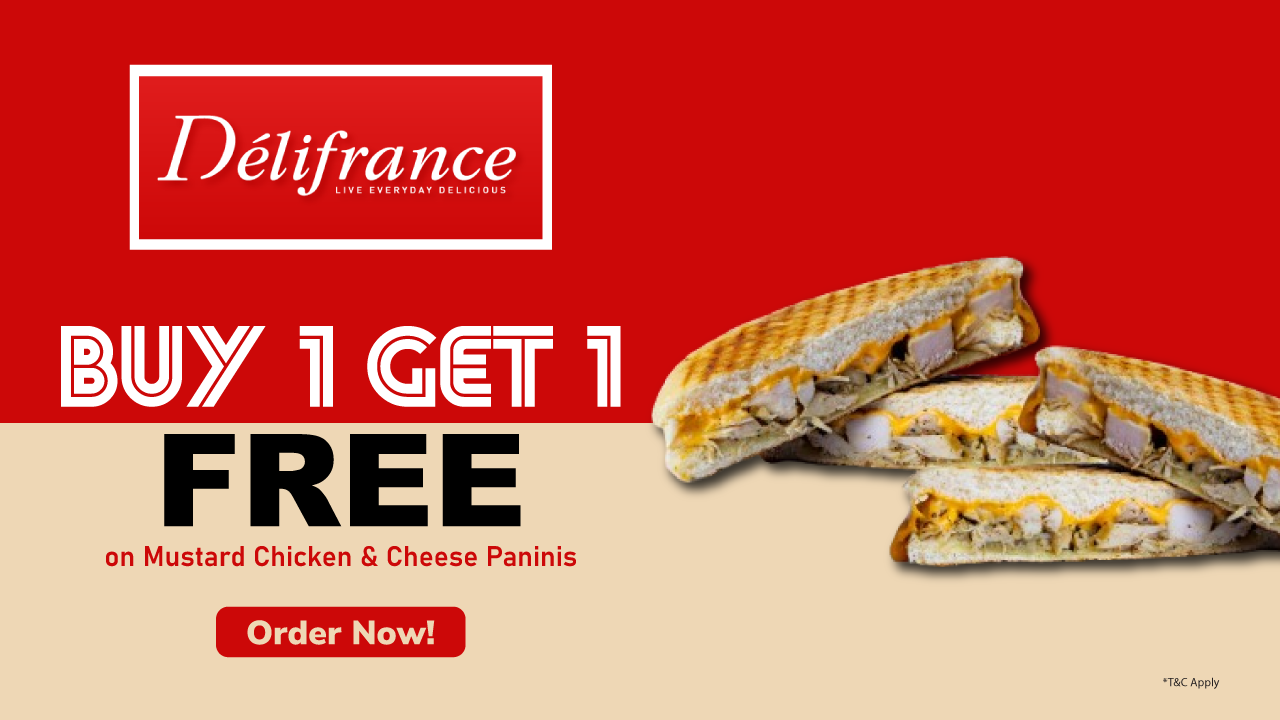 Délifrance
LIVE EVERYDAY DELICIOUS
BUY 1 GET 1
FREE
on Mustard Chicken & Cheese Paninis
Order Now!
*T&C Apply